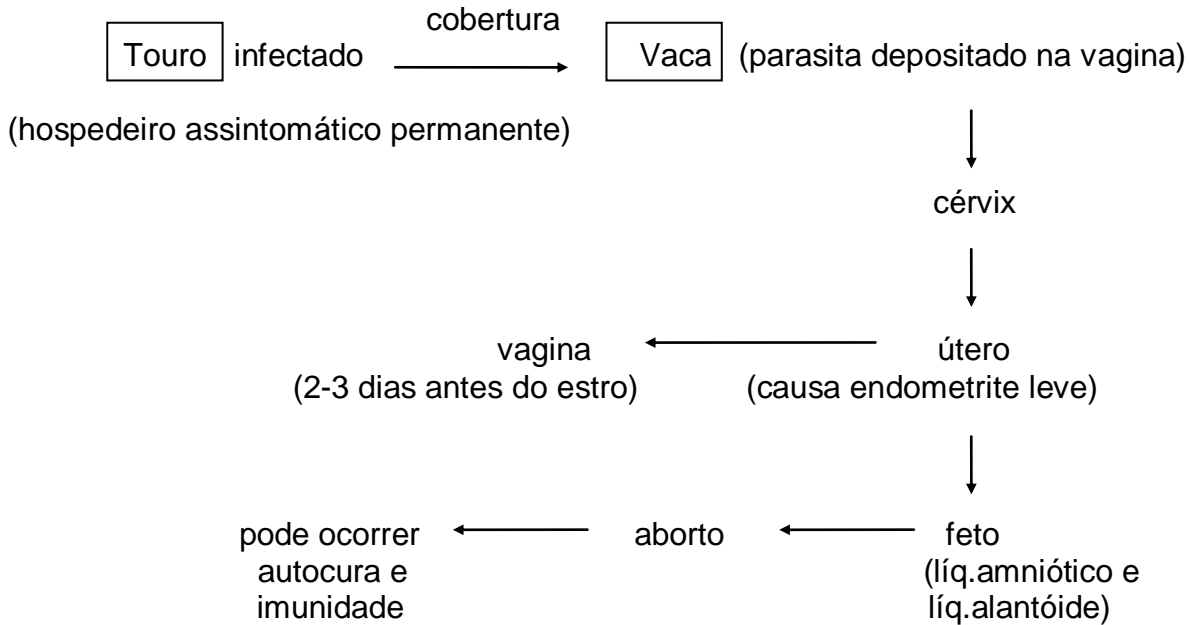 cobertura
Touro infectado Vaca (parasita depositado na vagina)
(hospedeiro assintomático permanente)
cérvix
vagina útero
(2-3 dias antes do estro) (causa endometrite leve)
pode ocorrer aborto feto
autocura e (líq.amniótico e
imunidade líq.alantóide)